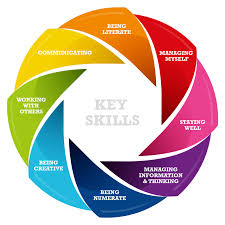 KEY
SKILLS
BEING
LITERATE
MANAGING
MYSELF
STAYING
WELL
MANAGING
INFORMATION
& THINKING
BEING
NUMERATE
BEING
CREATIVE
WORKING
WITH
OTHERS
COMMUNICATING